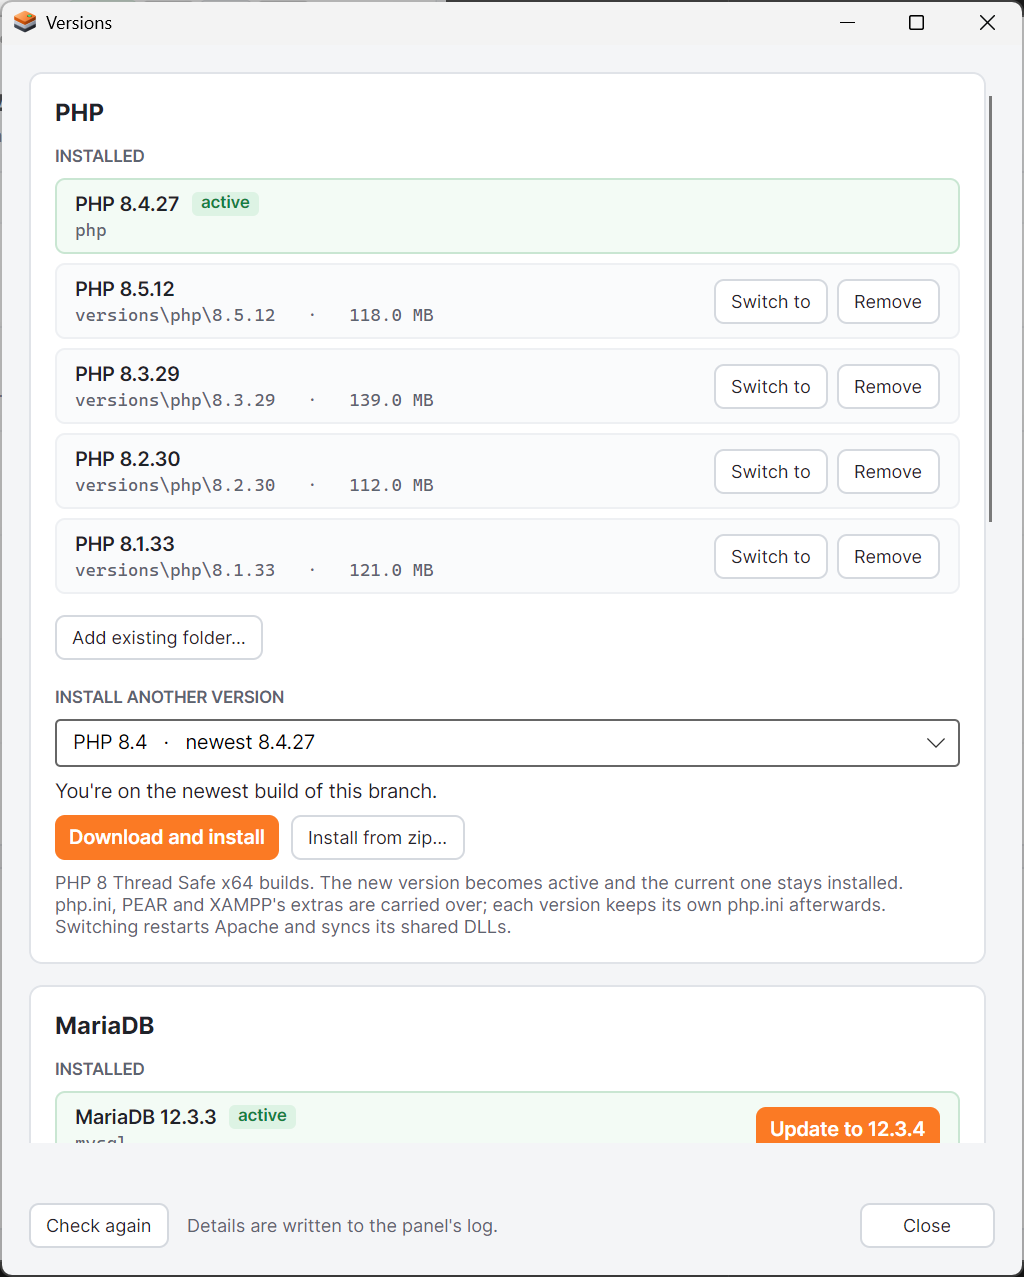 Versions
PHP
INSTALLED
PHP 8.4.27 active
php
PHP 8.5.12
versions\php\8.5.12 · 118.0 MB
Switch to
Remove
PHP 8.3.29
versions\php\8.3.29 · 139.0 MB
Switch to
Remove
PHP 8.2.30
versions\php\8.2.30 · 112.0 MB
Switch to
Remove
PHP 8.1.33
versions\php\8.1.33 · 121.0 MB
Switch to
Remove
Add existing folder...
INSTALL ANOTHER VERSION
PHP 8.4 · newest 8.4.27
You're on the newest build of this branch.
Download and install
Install from zip...
PHP 8 Thread Safe x64 builds. The new version becomes active and the current one stays installed.
php.ini, PEAR and XAMPP's extras are carried over; each version keeps its own php.ini afterwards.
Switching restarts Apache and syncs its shared DLLs.
MariaDB
INSTALLED
MariaDB 12.3.3 active
mysql
Update to 12.3.4
Check again
Details are written to the panel's log.
Close